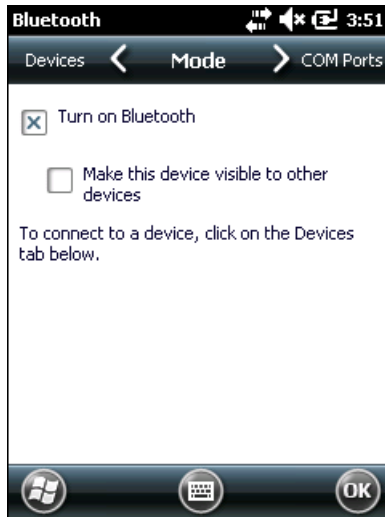 Bluetooth 3:51
Devices Mode COM Ports
Turn on Bluetooth
Make this device visible to other
devices
To connect to a device, click on the Devices
tab below.
OK